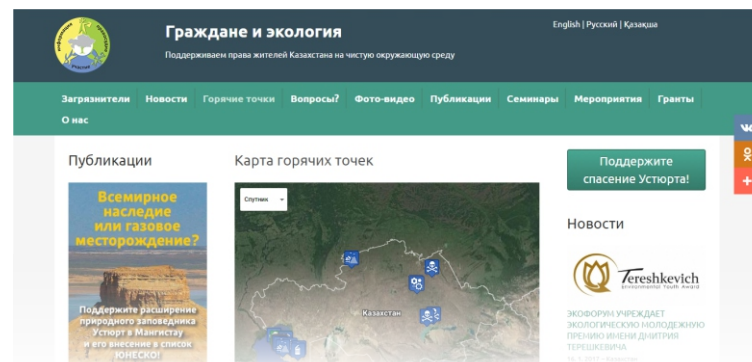 Граждане и экология
Поддерживаем права жителей Казахстана на чистую окружающую среду
English | Русский | Қазақша
Загрязнители Новости Горячие точки Вопросы? Фото-видео Публикации Семинары Мероприятия Гранты
О нас
Публикации
Всемирное
наследие
или газовое
месторождение?
Поддержите расширение
природного заповедника
Устюрт в Мангистау
и его внесение в список
ЮНЕСКО!
Карта горячих точек
Спутник
Казахстан
Поддержите
спасение Устюрта!
Новости
Tereshkevich
Environmental Youth Award
ЭКОФОРУМ УЧРЕЖДАЕТ
ЭКОЛОГИЧЕСКУЮ МОЛОДЕЖНУЮ
ПРЕМИЮ ИМЕНИ ДМИТРИЯ
ТЕРЕШКЕВИЧА